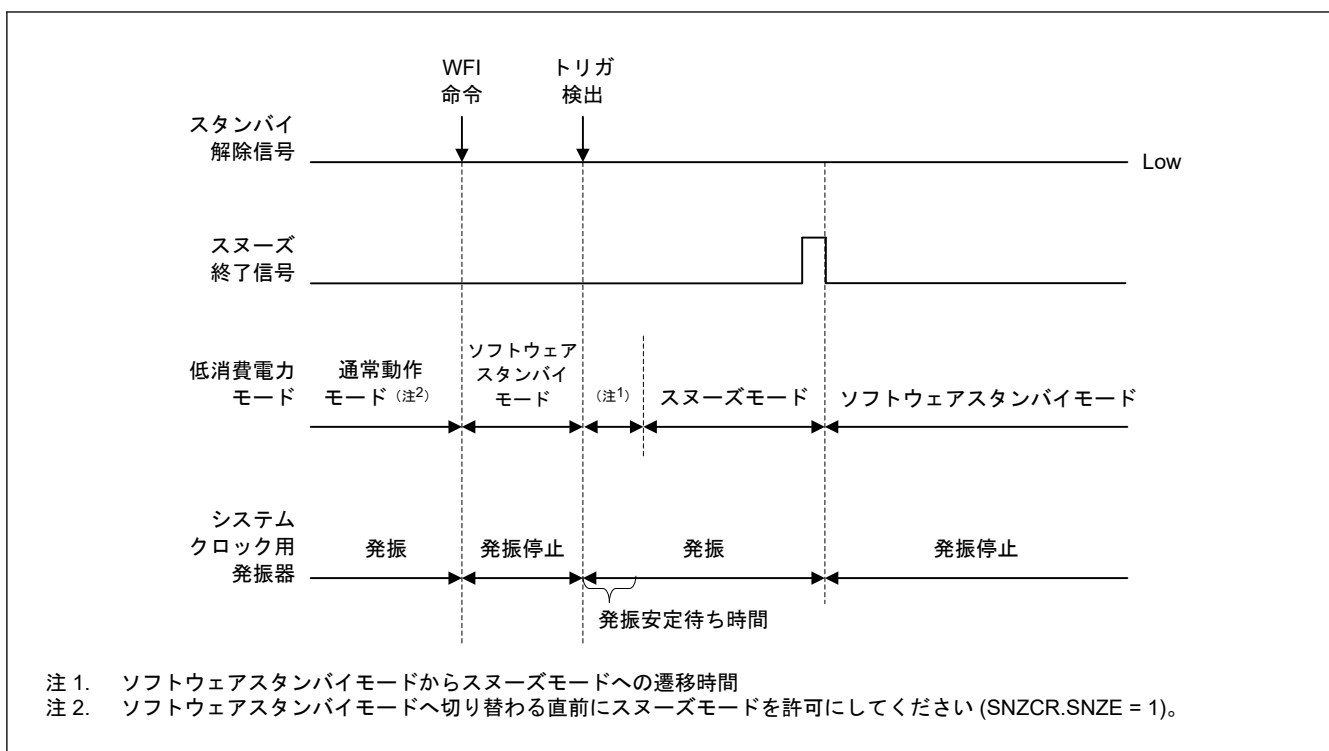 WFI
命令
トリガ
検出
スタンバイ
解除信号
Low
スヌーズ
終了信号
低消費電力
モード
通常動作
モード（注2）
ソフトウェア
スタンバイ
モード
（注1）
スヌーズモード
ソフトウェアスタンバイモード
システム
クロック用
発振器
発振
発振停止
発振
発振停止
発振安定待ち時間
注 1. ソフトウェアスタンバイモードからスヌーズモードへの遷移時間
注 2. ソフトウェアスタンバイモードへ切り替わる直前にスヌーズモードを許可にしてください (SNZCR.SNZE = 1)。